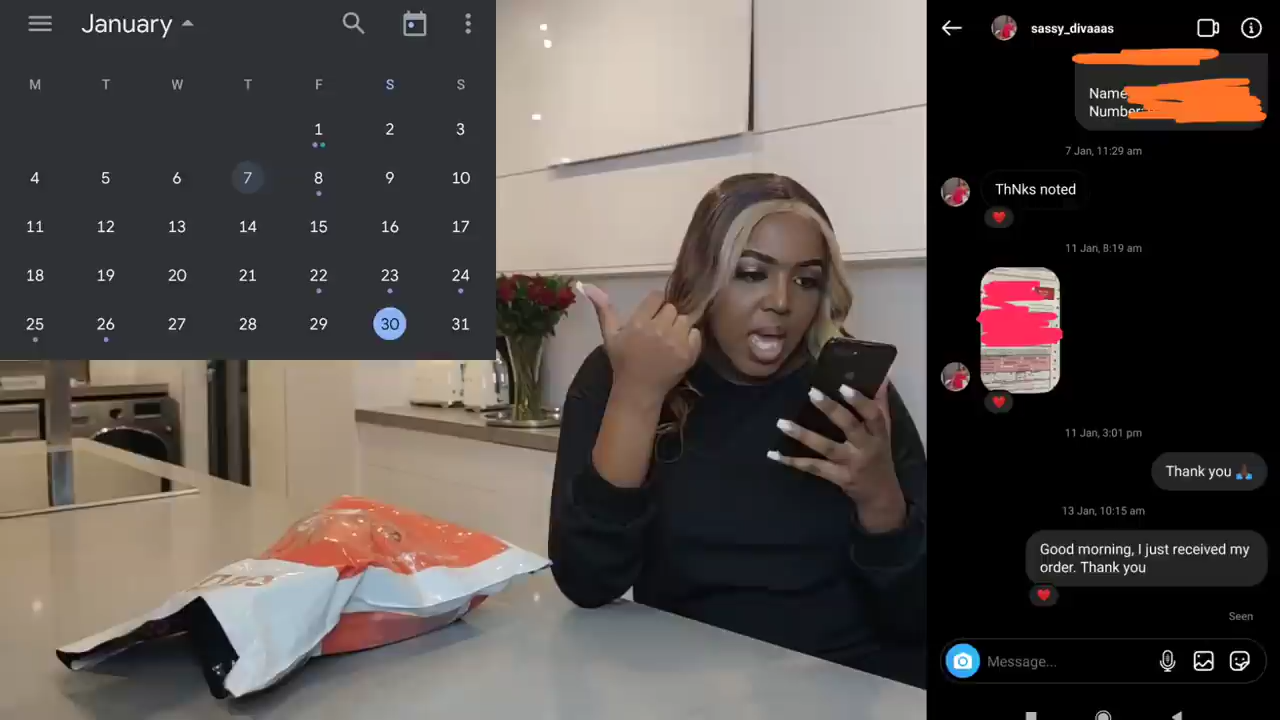 January
M T W T F S S
1 2 3
4 5 6 7 8 9 10
11 12 13 14 15 16 17
18 19 20 21 22 23 24
25 26 27 28 29 30 31
sassy_divaaas
Name
Number
7 Jan, 11:29 am
ThNks noted
11 Jan, 8:19 am
11 Jan, 3:01 pm
Thank you 🙏🏿
13 Jan, 10:15 am
Good morning, I just received my
order. Thank you
Seen
Message...